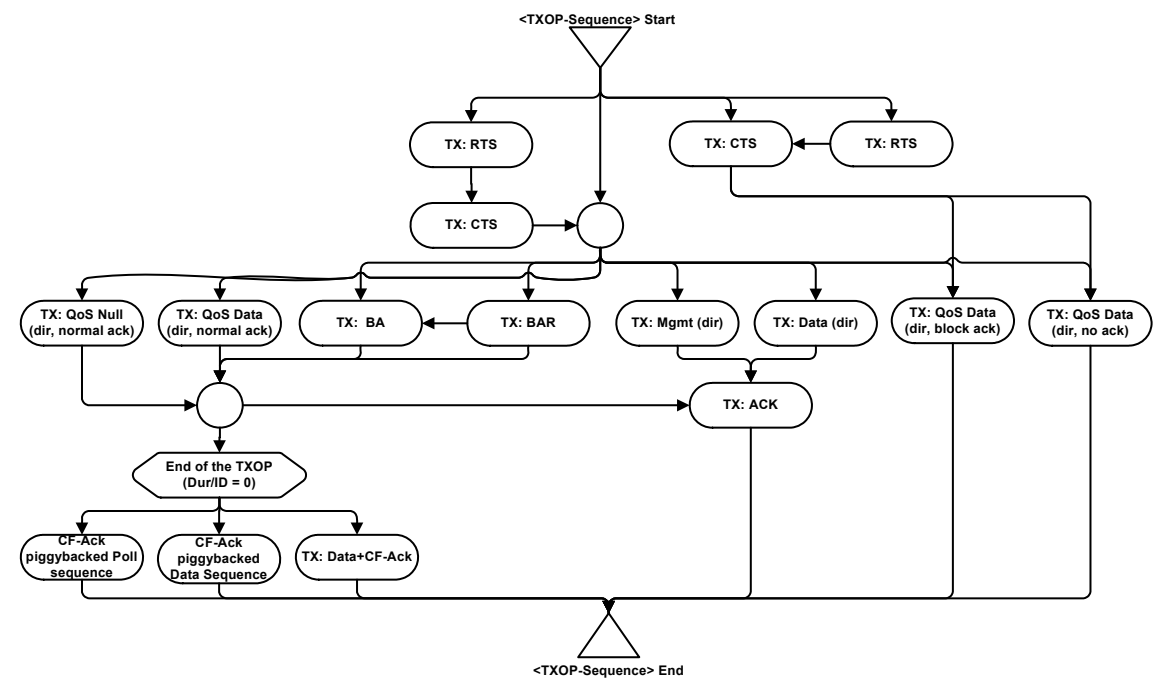 <TXOP-Sequence> Start
TX: RTS
TX: CTS
TX: RTS
TX: CTS
TX: QoS Null
(dir, normal ack)
TX: QoS Data
(dir, normal ack)
TX: BA
TX: BAR
TX: Mgmt (dir)
TX: Data (dir)
TX: QoS Data
(dir, block ack)
TX: QoS Data
(dir, no ack)
TX: ACK
End of the TXOP
(Dur/ID = 0)
CF-Ack
piggybacked Poll
sequence
CF-Ack
piggybacked
Data Sequence
TX: Data+CF-Ack
<TXOP-Sequence> End